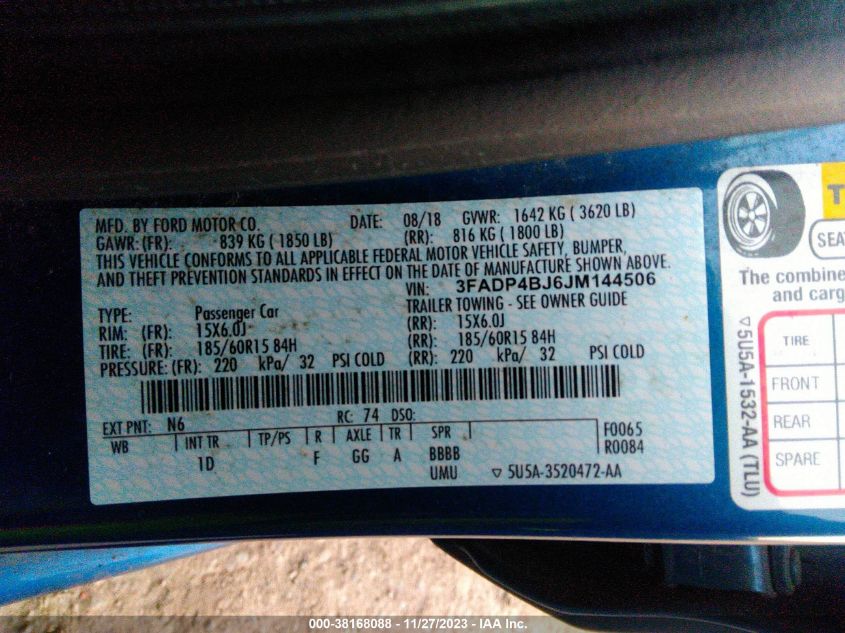 MFD. BY FORD MOTOR CO. DATE: 08/18 GVWR: 1642 KG ( 3620 LB)
GAWR: (FR): 839 KG ( 1850 LB) (RR): 816 KG ( 1800 LB)
THIS VEHICLE CONFORMS TO ALL APPLICABLE FEDERAL MOTOR VEHICLE SAFETY, BUMPER,
AND THEFT PREVENTION STANDARDS IN EFFECT ON THE DATE OF MANUFACTURE SHOWN ABOVE.
VIN: 3FADP4BJ6JM144506
TYPE: Passenger Car TRAILER TOWING - SEE OWNER GUIDE
RIM: (FR): 15X6.0J (RR): 15X6.0J
TIRE: (FR): 185/60R15 84H (RR): 185/60R15 84H
PRESSURE: (FR): 220 kPa/ 32 PSI COLD (RR): 220 kPa/ 32 PSI COLD
EXT PNT: N6 RC: 74 DSO:
WB INT TR TP/PS R AXLE TR SPR F0065
1D F GG A BBBB R0084
UMU ▽ 5U5A-3520472-AA
T
SEAT
The combine
and carg
TIRE
FRONT
REAR
SPARE
▽5U5A-1532-AA (TLU)
000-38168088 - 11/27/2023 - IAA Inc.